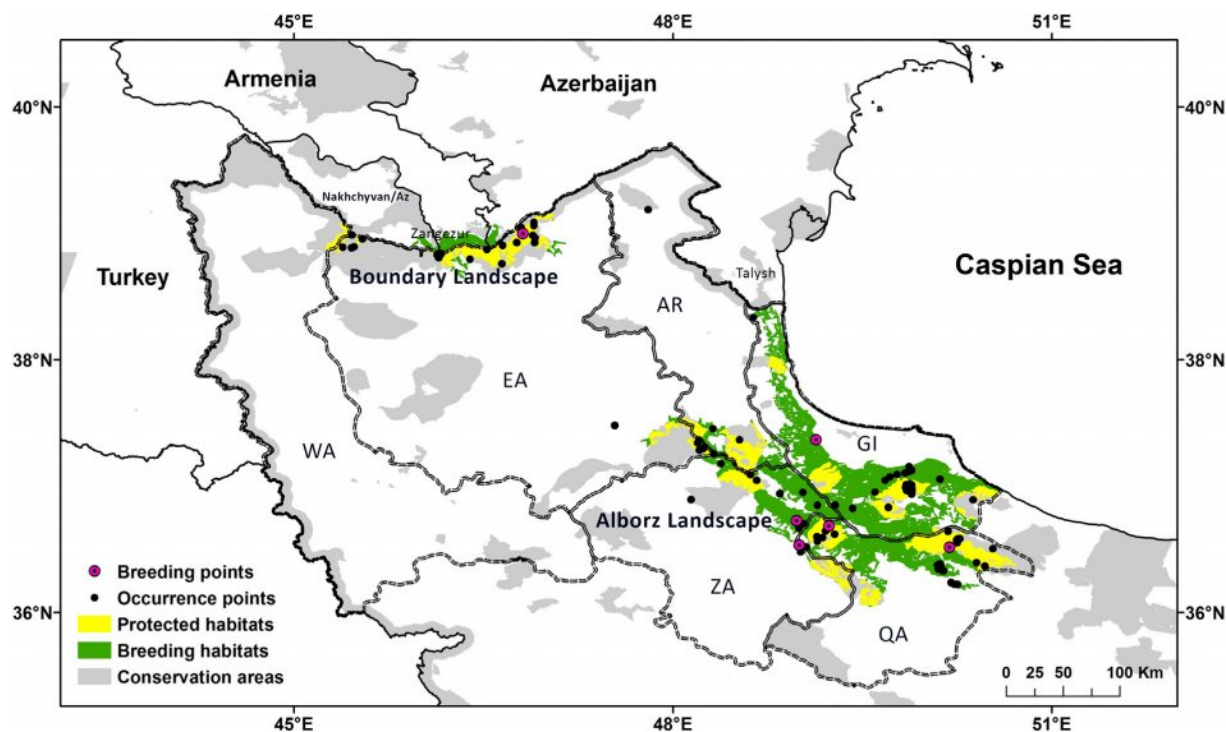 45°E 48°E 51°E
Armenia
Azerbaijan
40°N 40°N
Nakhchyvan/Az
Zangezur
Turkey
Boundary Landscape
Talysh
Caspian Sea
AR
38°N 38°N
EA
WA
GI
Alborz Landscape
ZA
QA
36°N 36°N
Breeding points
Occurrence points
Protected habitats
Breeding habitats
Conservation areas
0 25 50 100 Km
45°E 48°E 51°E